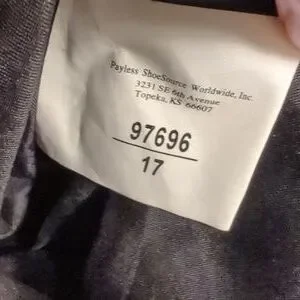 Payless ShoeSource Worldwide, Inc.
3231 SE 6th Avenue
Topeka, KS 66607
97696
17